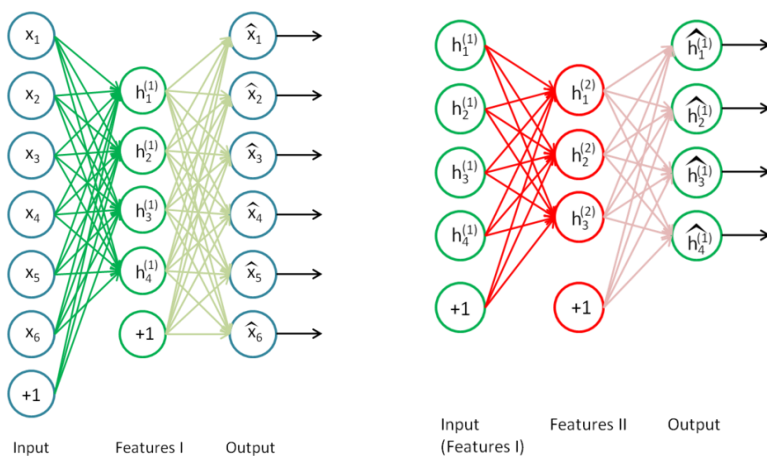 x₁
x₂
x₃
x₄
x₅
x₆
+1
Input
h₁⁽¹⁾
h₂⁽¹⁾
h₃⁽¹⁾
h₄⁽¹⁾
+1
Features I
x̂₁
x̂₂
x̂₃
x̂₄
x̂₅
x̂₆
Output
h₁⁽¹⁾
h₂⁽¹⁾
h₃⁽¹⁾
h₄⁽¹⁾
+1
Input
(Features I)
h₁⁽²⁾
h₂⁽²⁾
h₃⁽²⁾
+1
Features II
ĥ₁⁽¹⁾
ĥ₂⁽¹⁾
ĥ₃⁽¹⁾
ĥ₄⁽¹⁾
Output